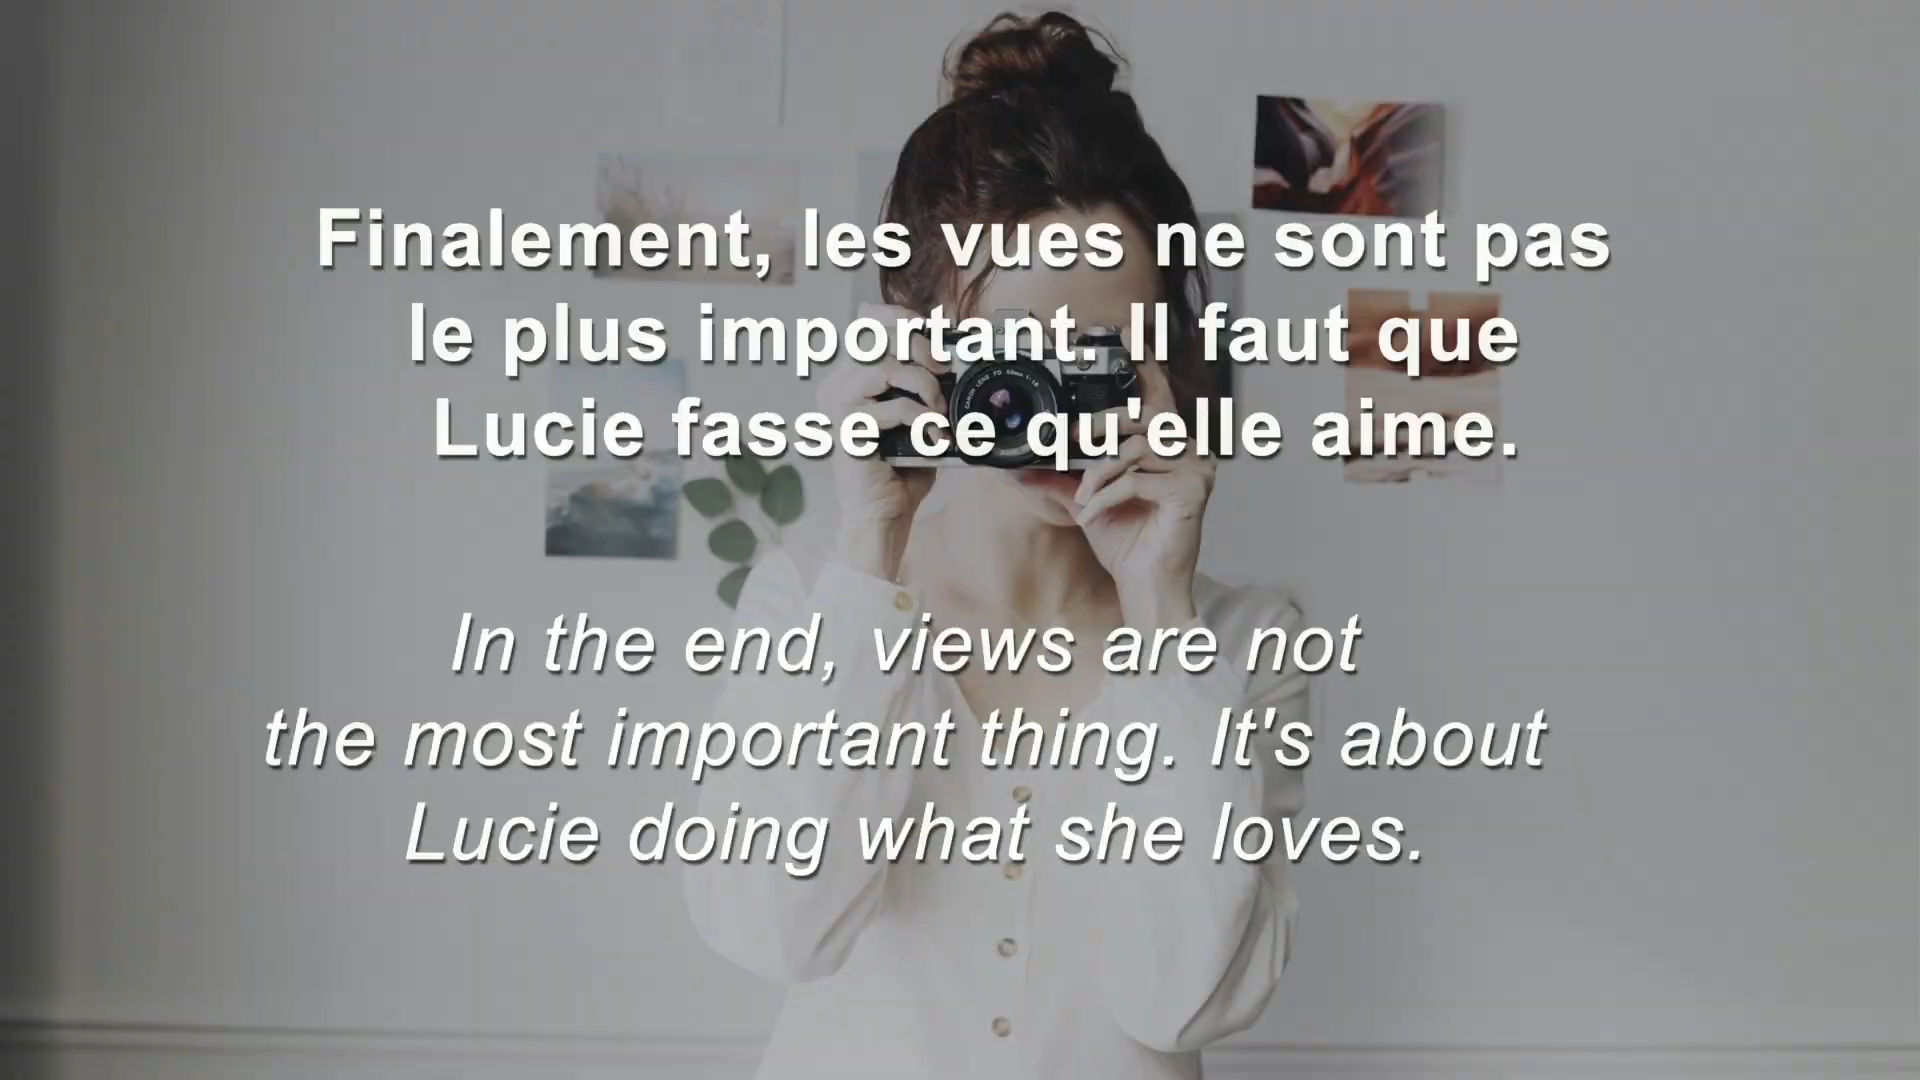 Finalement, les vues ne sont pas
le plus important. Il faut que
Lucie fasse ce qu'elle aime.
In the end, views are not
the most important thing. It's about
Lucie doing what she loves.